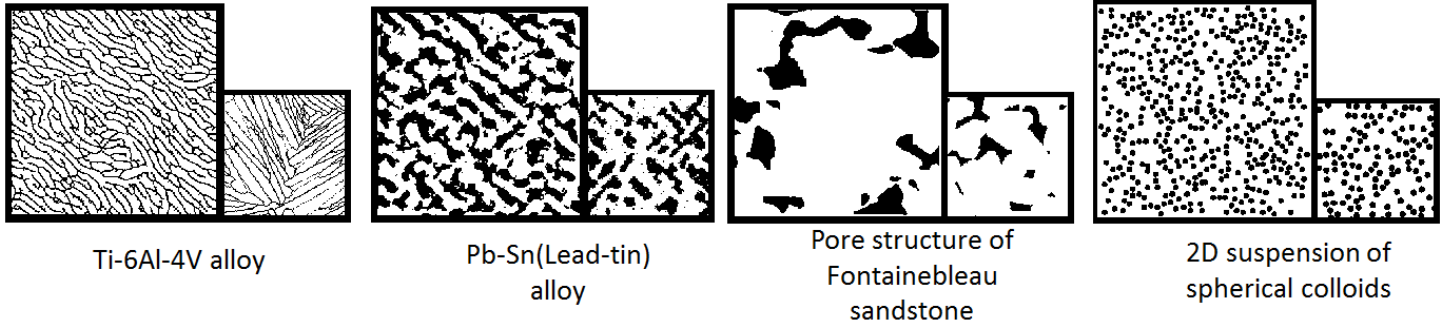 Ti-6Al-4V alloy
Pb-Sn(Lead-tin)
alloy
Pore structure of
Fontainebleau
sandstone
2D suspension of
spherical colloids